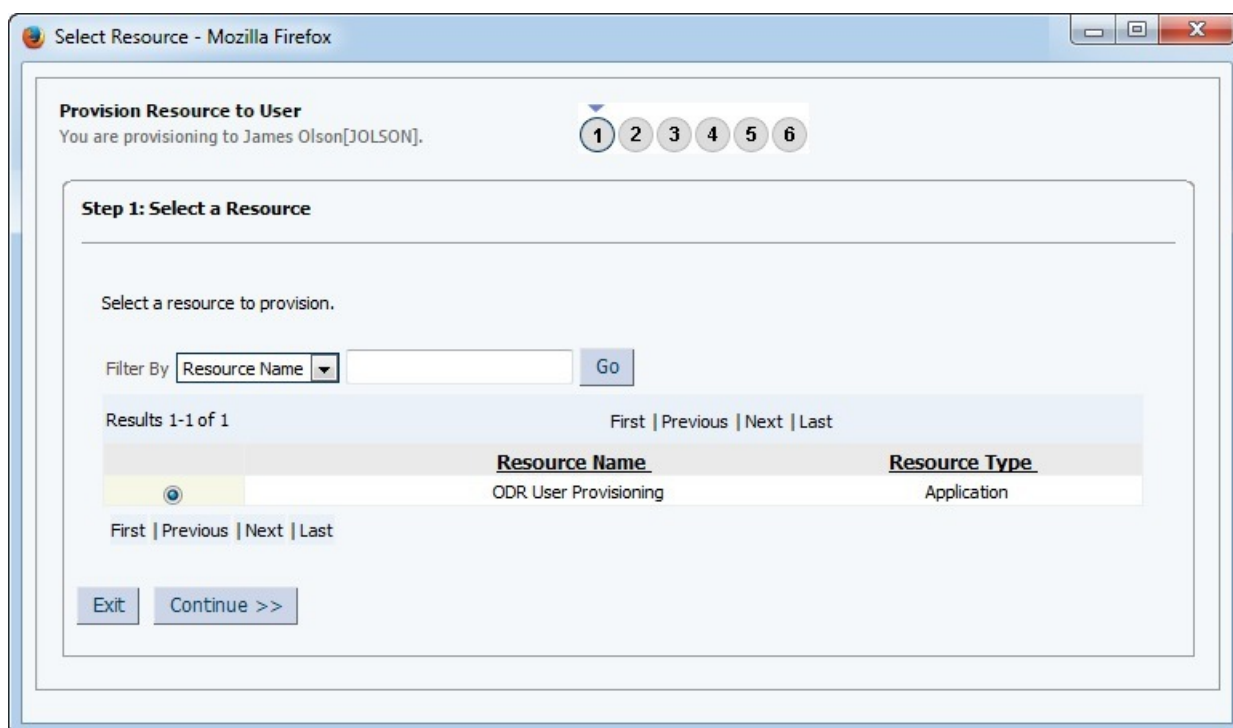 Select Resource - Mozilla Firefox
Provision Resource to User
You are provisioning to James Olson[JOLSON].
1 2 3 4 5 6
Step 1: Select a Resource
Select a resource to provision.
Filter By Resource Name Go
Results 1-1 of 1 First | Previous | Next | Last
Resource Name Resource Type
ODR User Provisioning Application
First | Previous | Next | Last
Exit Continue >>